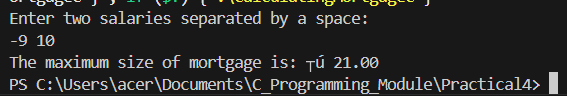 Enter two salaries separated by a space:
-9 10
The maximum size of mortgage is: ┬ú 21.00
PS C:\Users\acer\Documents\C_Programming_Module\Practical4>